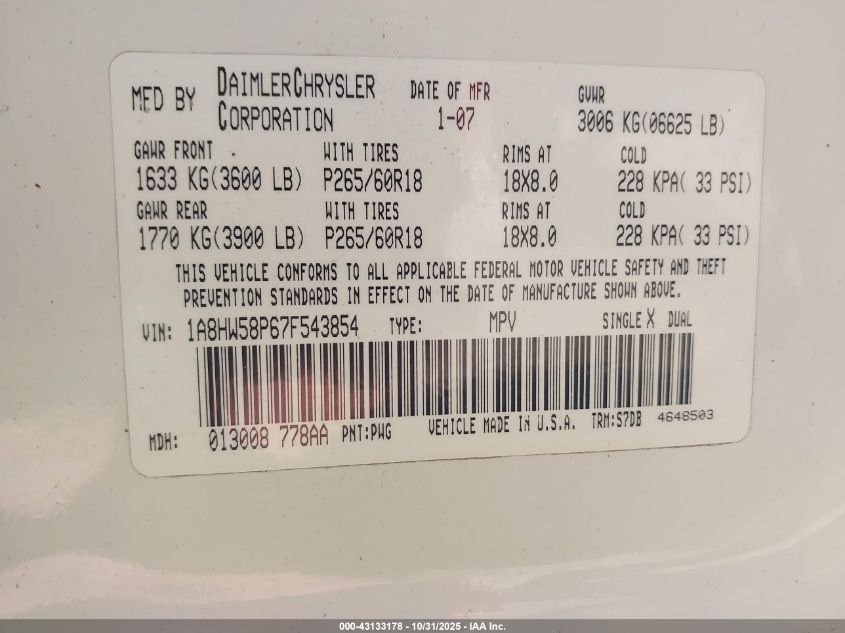 MFD BY DAIMLERCHRYSLER CORPORATION DATE OF MFR 1-07 GVWR 3006 KG(06625 LB)
GAWR FRONT WITH TIRES RIMS AT COLD
1633 KG(3600 LB) P265/60R18 18X8.0 228 KPA( 33 PSI)
GAWR REAR WITH TIRES RIMS AT COLD
1770 KG(3900 LB) P265/60R18 18X8.0 228 KPA( 33 PSI)
THIS VEHICLE CONFORMS TO ALL APPLICABLE FEDERAL MOTOR VEHICLE SAFETY AND THEFT
PREVENTION STANDARDS IN EFFECT ON THE DATE OF MANUFACTURE SHOWN ABOVE.
VIN: 1A8HW58P67F543854 TYPE: MPV SINGLE X DUAL
MDH: 013008 778AA PNT:PWG VEHICLE MADE IN U.S.A. TRM:S7DB 4648503
000-43133178 - 10/31/2025 - IAA Inc.